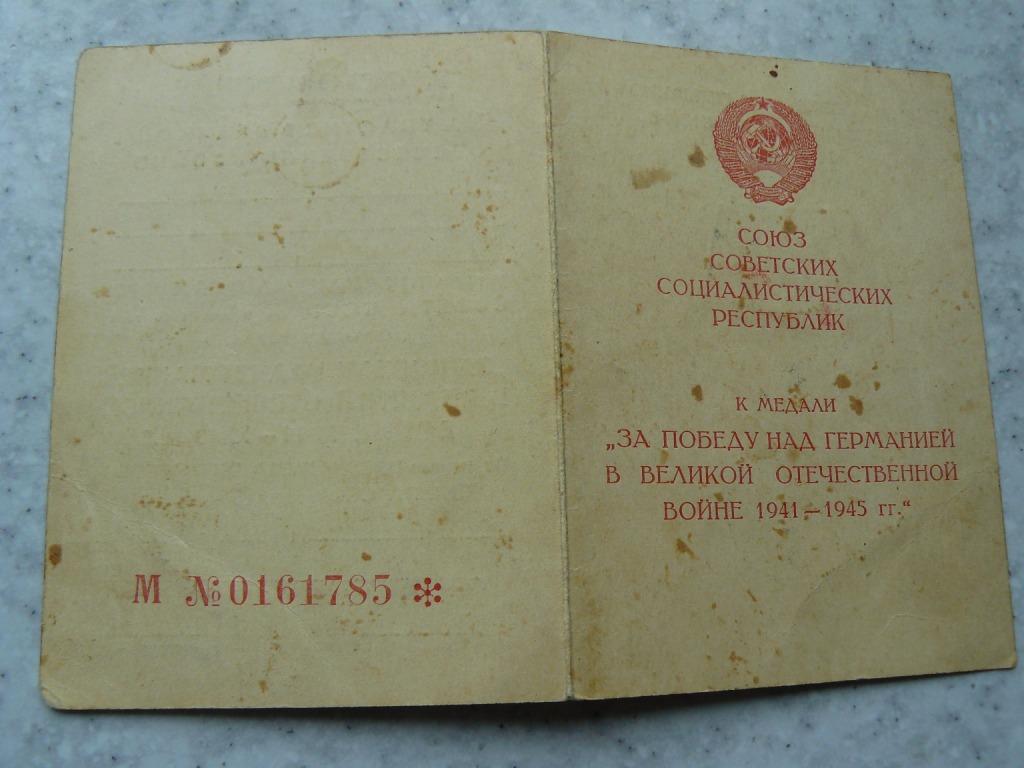 М №0161785 *
СОЮЗ
СОВЕТСКИХ
СОЦИАЛИСТИЧЕСКИХ
РЕСПУБЛИК
К МЕДАЛИ
„ЗА ПОБЕДУ НАД ГЕРМАНИЕЙ
В ВЕЛИКОЙ ОТЕЧЕСТВЕННОЙ
ВОЙНЕ 1941—1945 гг.“